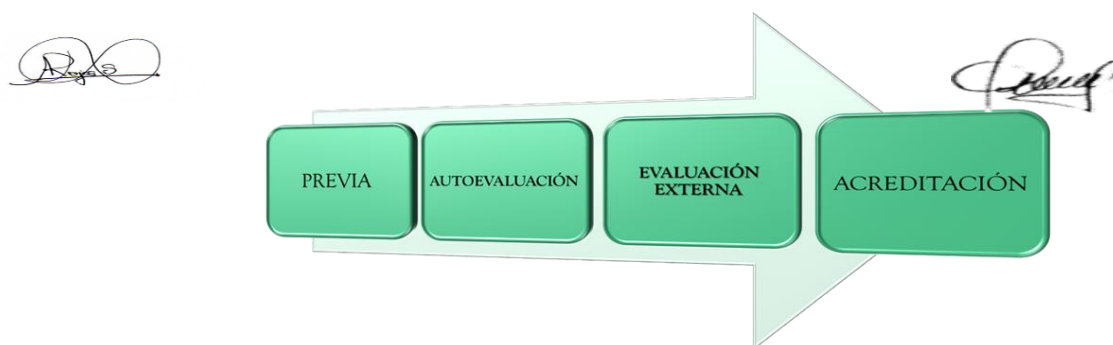 PREVIA
AUTOEVALUACIÓN
EVALUACIÓN
EXTERNA
ACREDITACIÓN